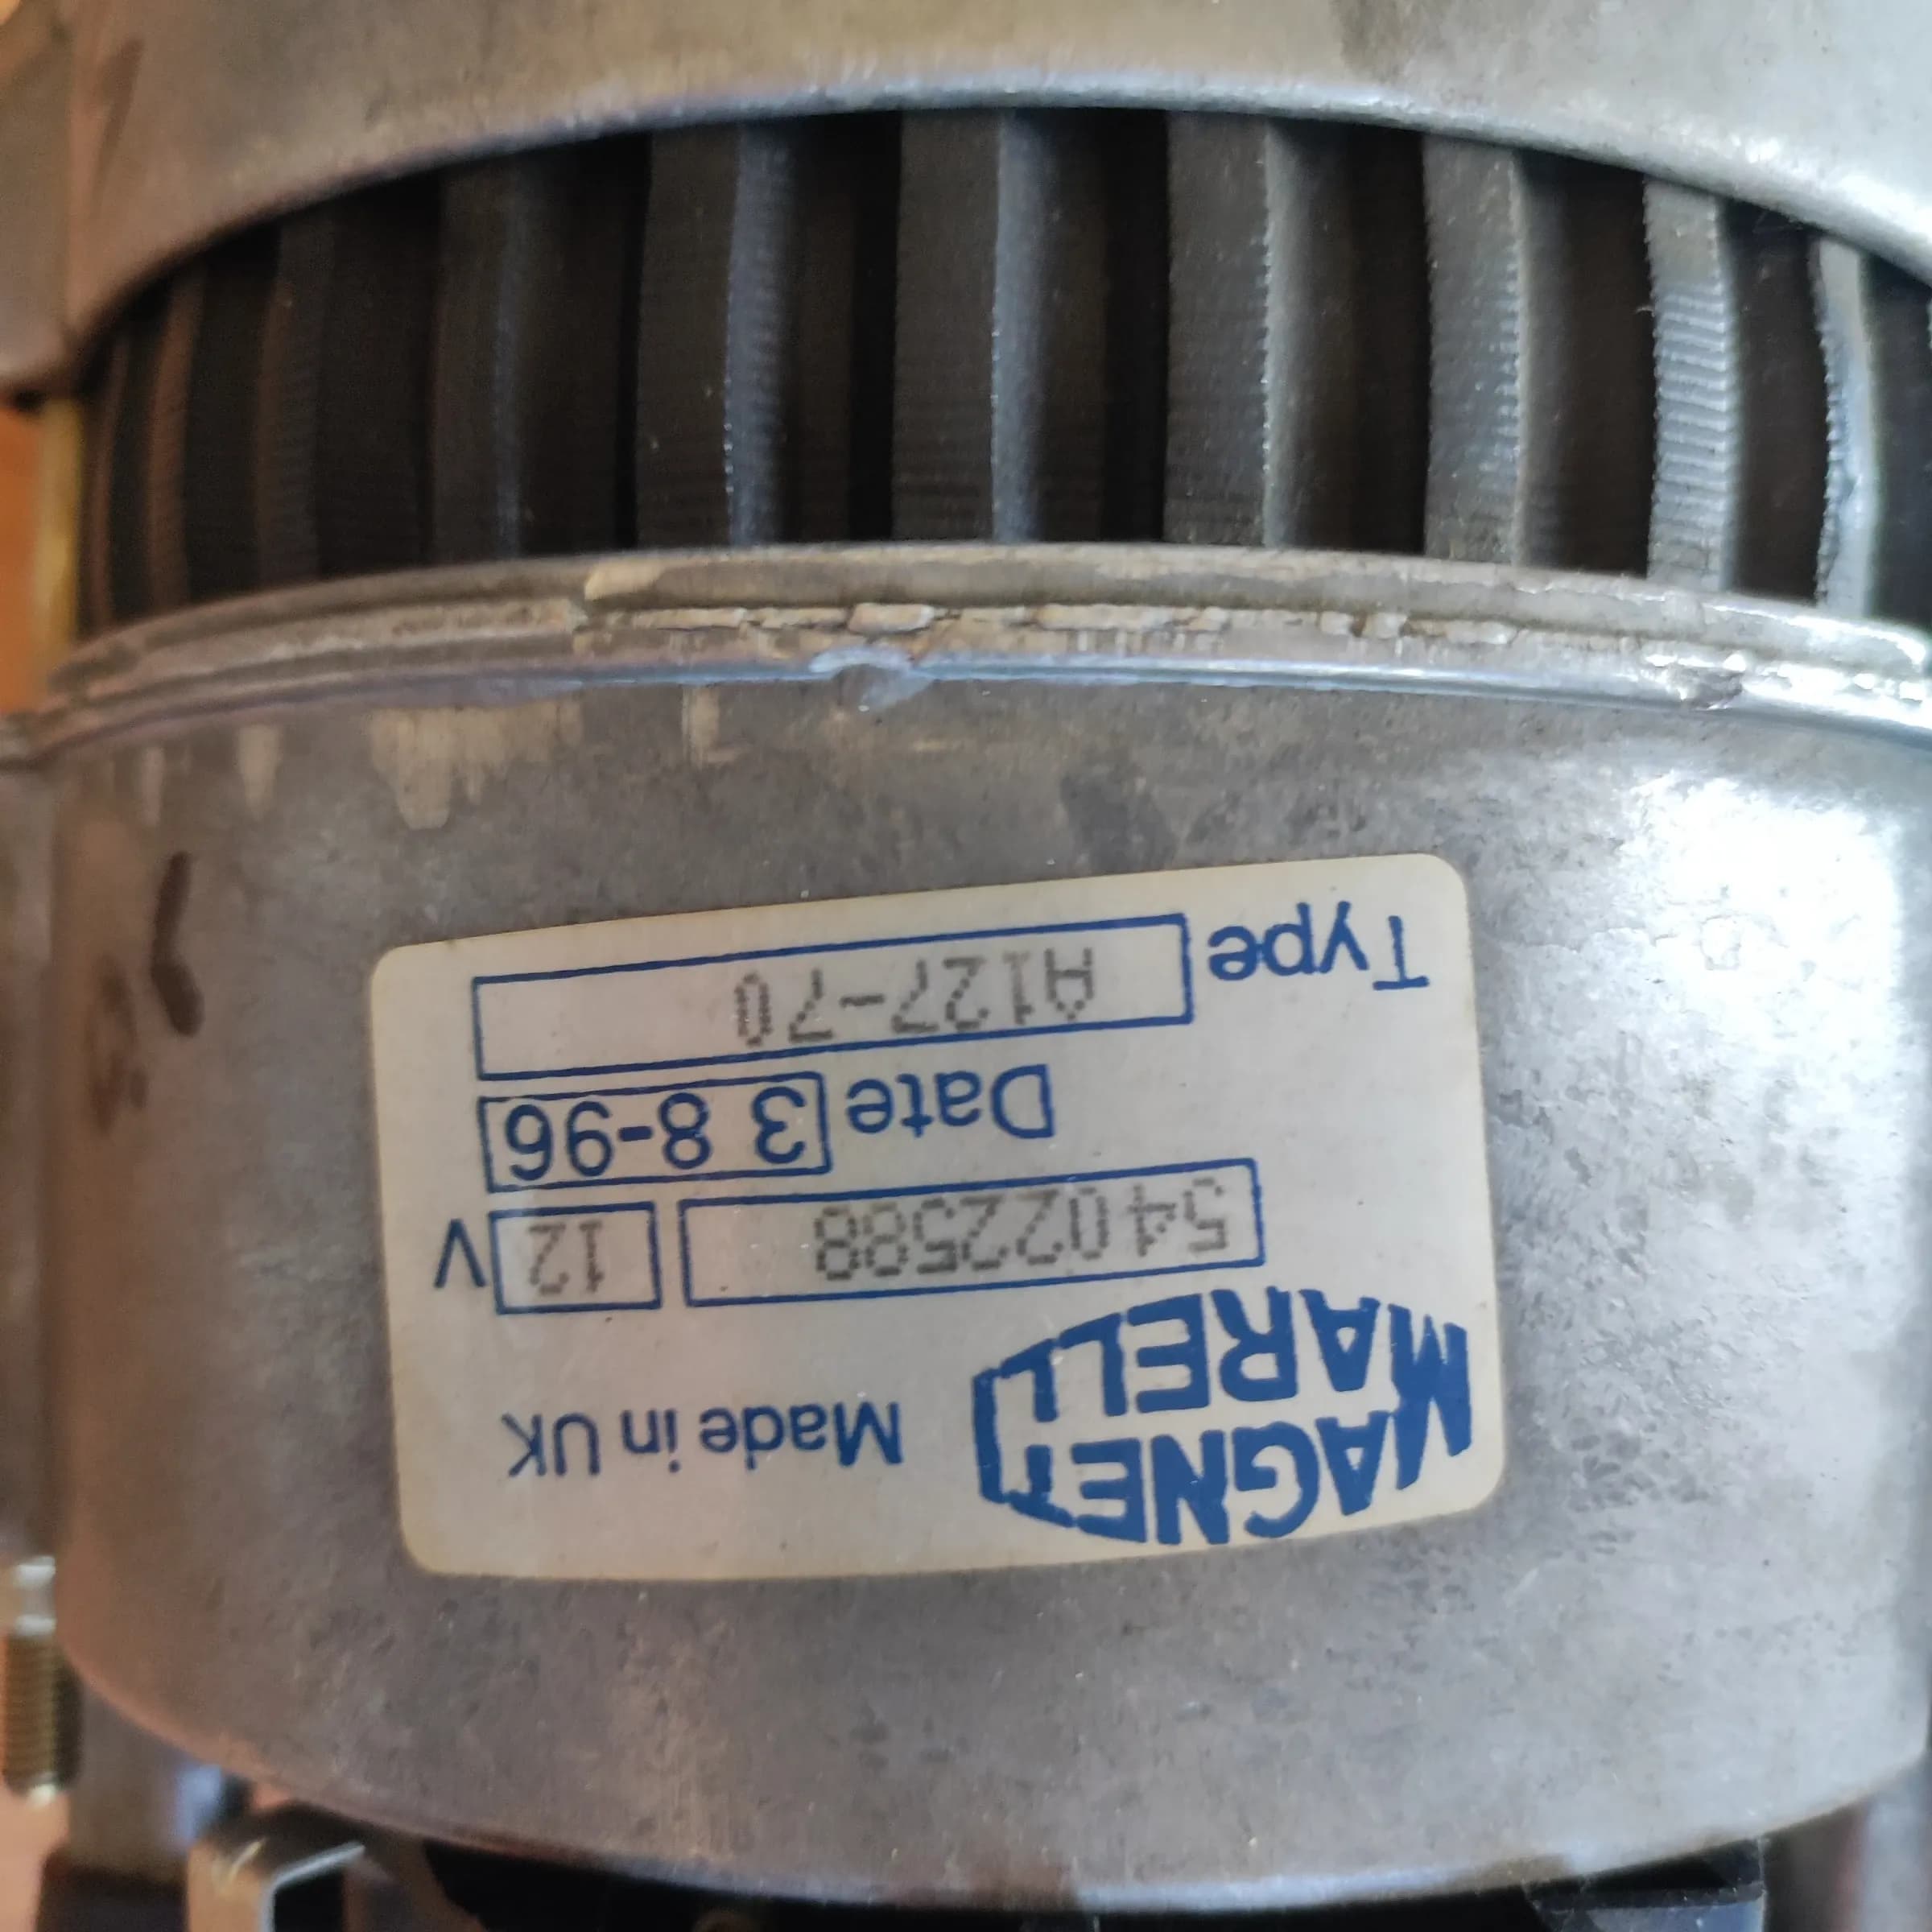 MAGNETI
MARELLI
Made in UK
54022588 12 V
Date 3 8-96
Type A127-70